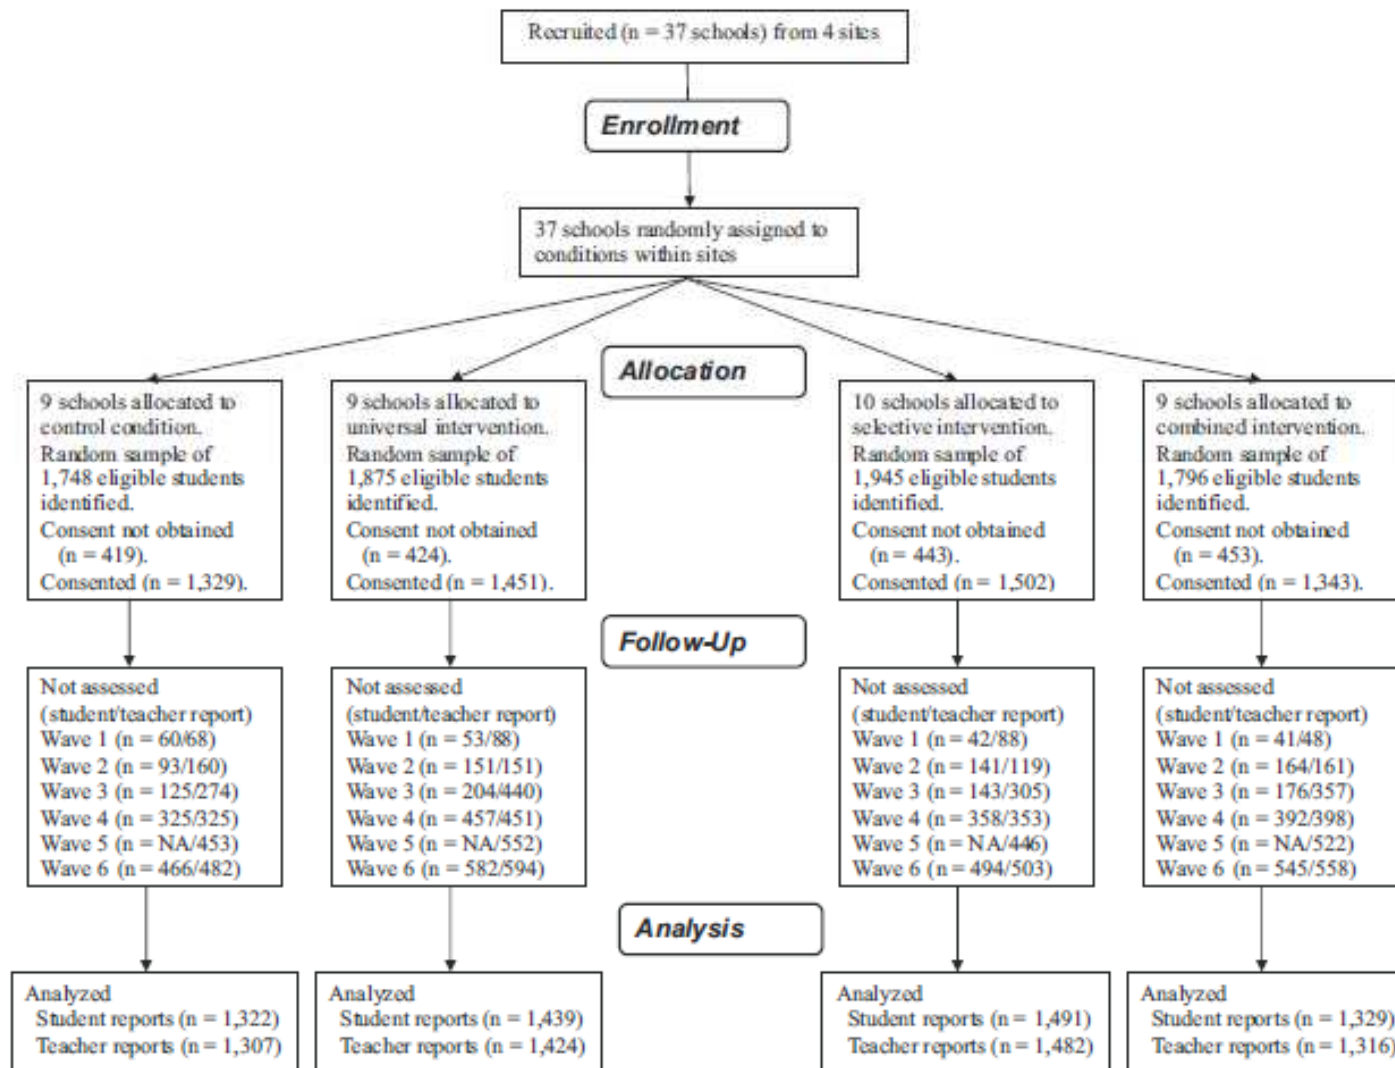 Recruited (n = 37 schools) from 4 sites
Enrollment
37 schools randomly assigned to
conditions within sites
Allocation
9 schools allocated to
control condition.
Random sample of
1,748 eligible students
identified.
Consent not obtained
(n = 419).
Consented (n = 1,329).
9 schools allocated to
universal intervention.
Random sample of
1,875 eligible students
identified.
Consent not obtained
(n = 424).
Consented (n = 1,451).
10 schools allocated to
selective intervention.
Random sample of
1,945 eligible students
identified.
Consent not obtained
(n = 443).
Consented (n = 1,502)
9 schools allocated to
combined intervention.
Random sample of
1,796 eligible students
identified.
Consent not obtained
(n = 453).
Consented (n = 1,343).
Follow-Up
Not assessed
(student/teacher report)
Wave 1 (n = 60/68)
Wave 2 (n = 93/160)
Wave 3 (n = 125/274)
Wave 4 (n = 325/325)
Wave 5 (n = NA/453)
Wave 6 (n = 466/482)
Not assessed
(student/teacher report)
Wave 1 (n = 53/88)
Wave 2 (n = 151/151)
Wave 3 (n = 204/440)
Wave 4 (n = 457/451)
Wave 5 (n = NA/552)
Wave 6 (n = 582/594)
Not assessed
(student/teacher report)
Wave 1 (n = 42/88)
Wave 2 (n = 141/119)
Wave 3 (n = 143/305)
Wave 4 (n = 358/353)
Wave 5 (n = NA/446)
Wave 6 (n = 494/503)
Not assessed
(student/teacher report)
Wave 1 (n = 41/48)
Wave 2 (n = 164/161)
Wave 3 (n = 176/357)
Wave 4 (n = 392/398)
Wave 5 (n = NA/522)
Wave 6 (n = 545/558)
Analysis
Analyzed
Student reports (n = 1,322)
Teacher reports (n = 1,307)
Analyzed
Student reports (n = 1,439)
Teacher reports (n = 1,424)
Analyzed
Student reports (n = 1,491)
Teacher reports (n = 1,482)
Analyzed
Student reports (n = 1,329)
Teacher reports (n = 1,316)